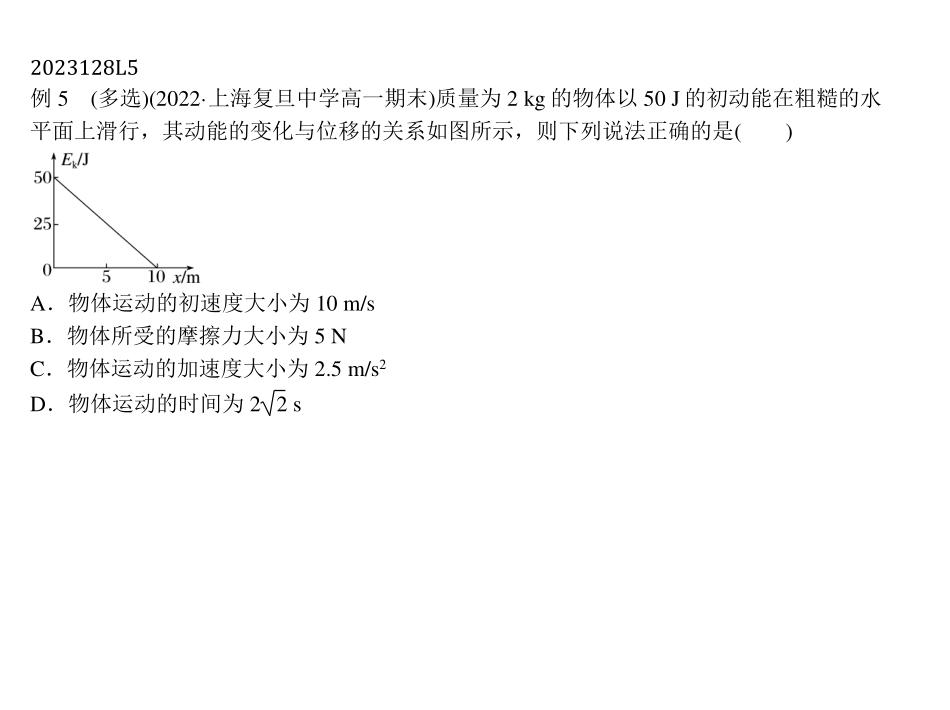 2023128L5
例 5 (多选)(2022·上海复旦中学高一期末)质量为 2 kg 的物体以 50 J 的初动能在粗糙的水
平面上滑行，其动能的变化与位移的关系如图所示，则下列说法正确的是(  )
Eₖ/J
50
25
0
5 10 x/m
A．物体运动的初速度大小为 10 m/s
B．物体所受的摩擦力大小为 5 N
C．物体运动的加速度大小为 2.5 m/s²
D．物体运动的时间为 2√2 s